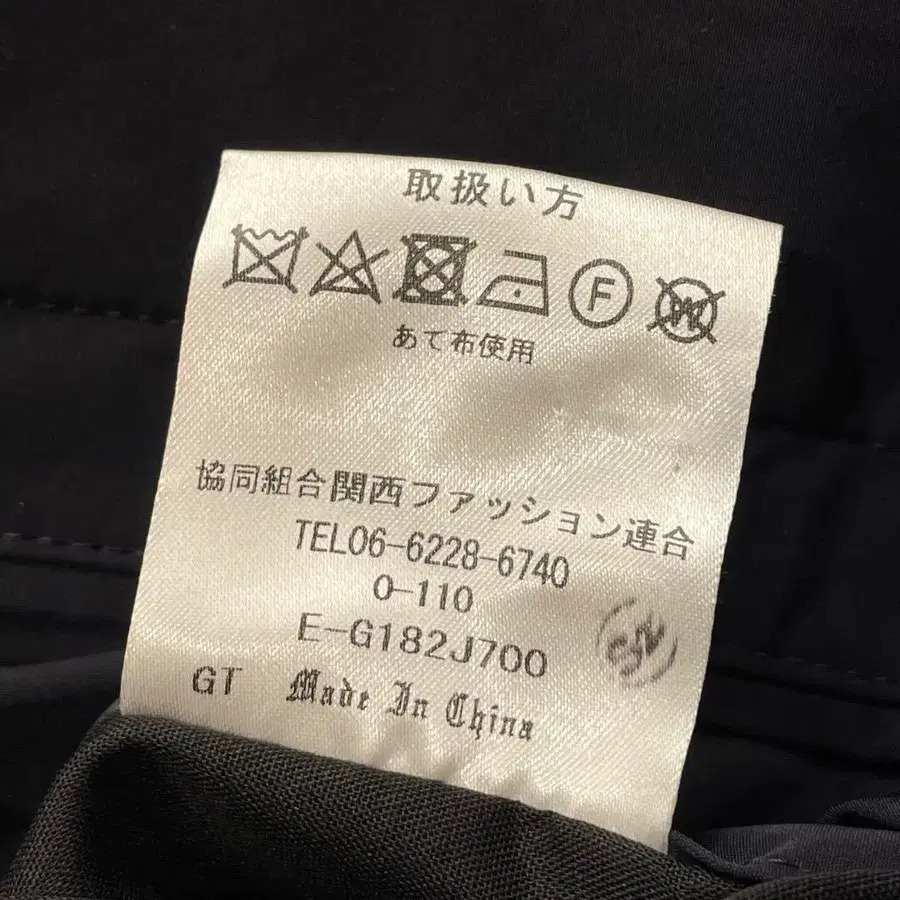 取扱い方
F W
あて布使用
協同組合関西ファッション連合
TEL06-6228-6740
O-110
E-G182J700
GT Made In China